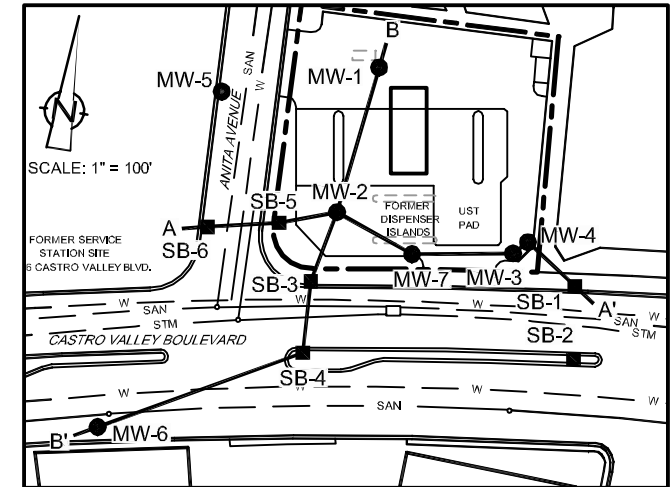 B
SAN
W
MW-5
MW-1
N
ANITA AVENUE
SCALE: 1" = 100'
MW-2
SB-5
A
SB-6
FORMER
DISPENSER
ISLANDS
UST
PAD
MW-4
FORMER SERVICE
STATION SITE
6 CASTRO VALLEY BLVD.
SB-3
MW-7
MW-3
SB-1
A'
W
SAN
STM
W
SAN
STM
CASTRO VALLEY BOULEVARD
SB-2
SB-4
W
W
W
SAN
B'
MW-6